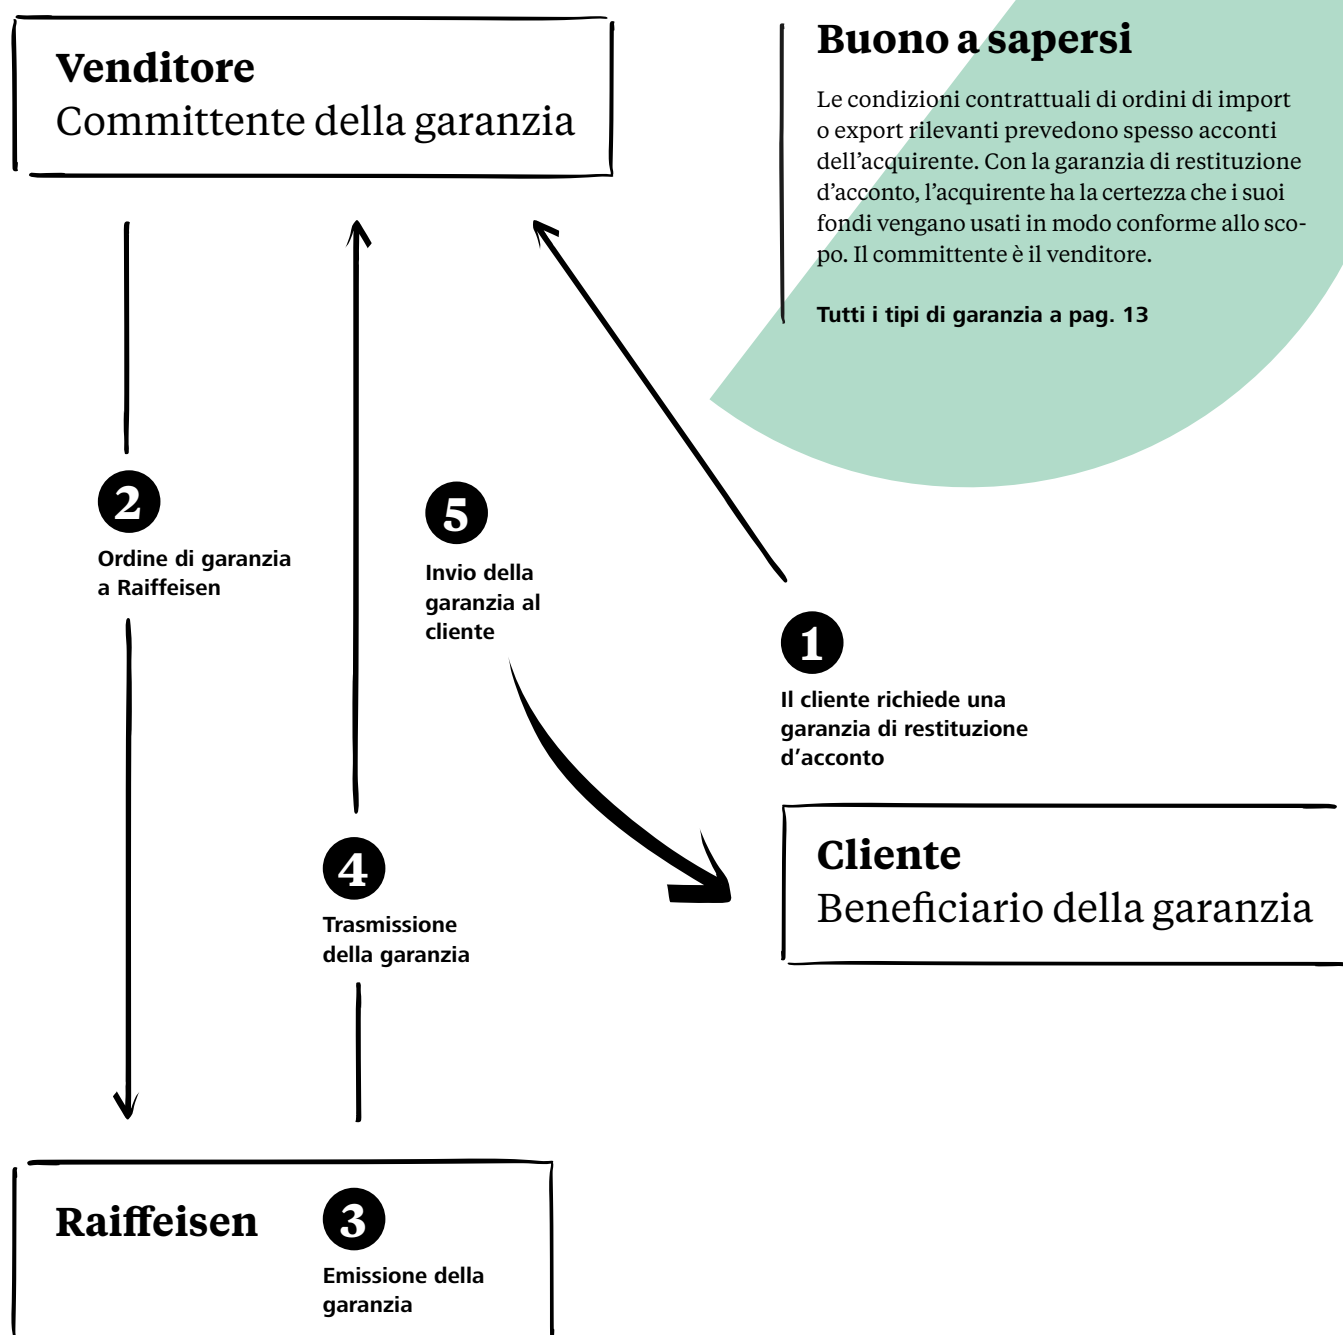 Venditore
Committente della garanzia
Buono a sapersi
Le condizioni contrattuali di ordini di import
o export rilevanti prevedono spesso acconti
dell’acquirente. Con la garanzia di restituzione
d’acconto, l’acquirente ha la certezza che i suoi
fondi vengano usati in modo conforme allo sco-
po. Il committente è il venditore.
Tutti i tipi di garanzia a pag. 13
2
Ordine di garanzia
a Raiffeisen
5
Invio della
garanzia al
cliente
1
Il cliente richiede una
garanzia di restituzione
d’acconto
4
Trasmissione
della garanzia
Cliente
Beneficiario della garanzia
Raiffeisen
3
Emissione della
garanzia